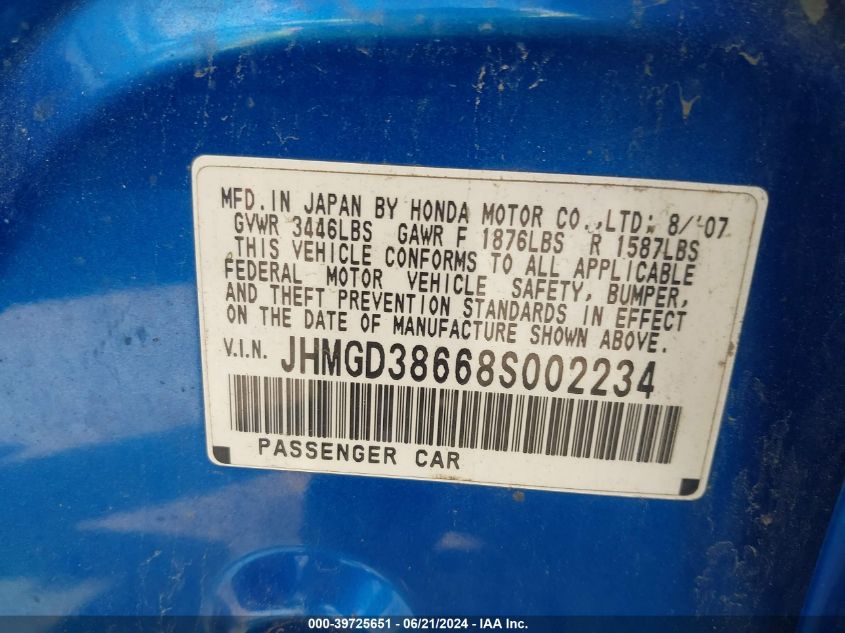 MFD. IN JAPAN BY HONDA MOTOR CO.,LTD; 8/'07
GVWR 3446LBS GAWR F 1876LBS R 1587LBS
THIS VEHICLE CONFORMS TO ALL APPLICABLE
FEDERAL MOTOR VEHICLE SAFETY, BUMPER,
AND THEFT PREVENTION STANDARDS IN EFFECT
ON THE DATE OF MANUFACTURE SHOWN ABOVE.
V.I.N. JHMGD38668S002234
PASSENGER CAR
000-39725651 - 06/21/2024 - IAA Inc.